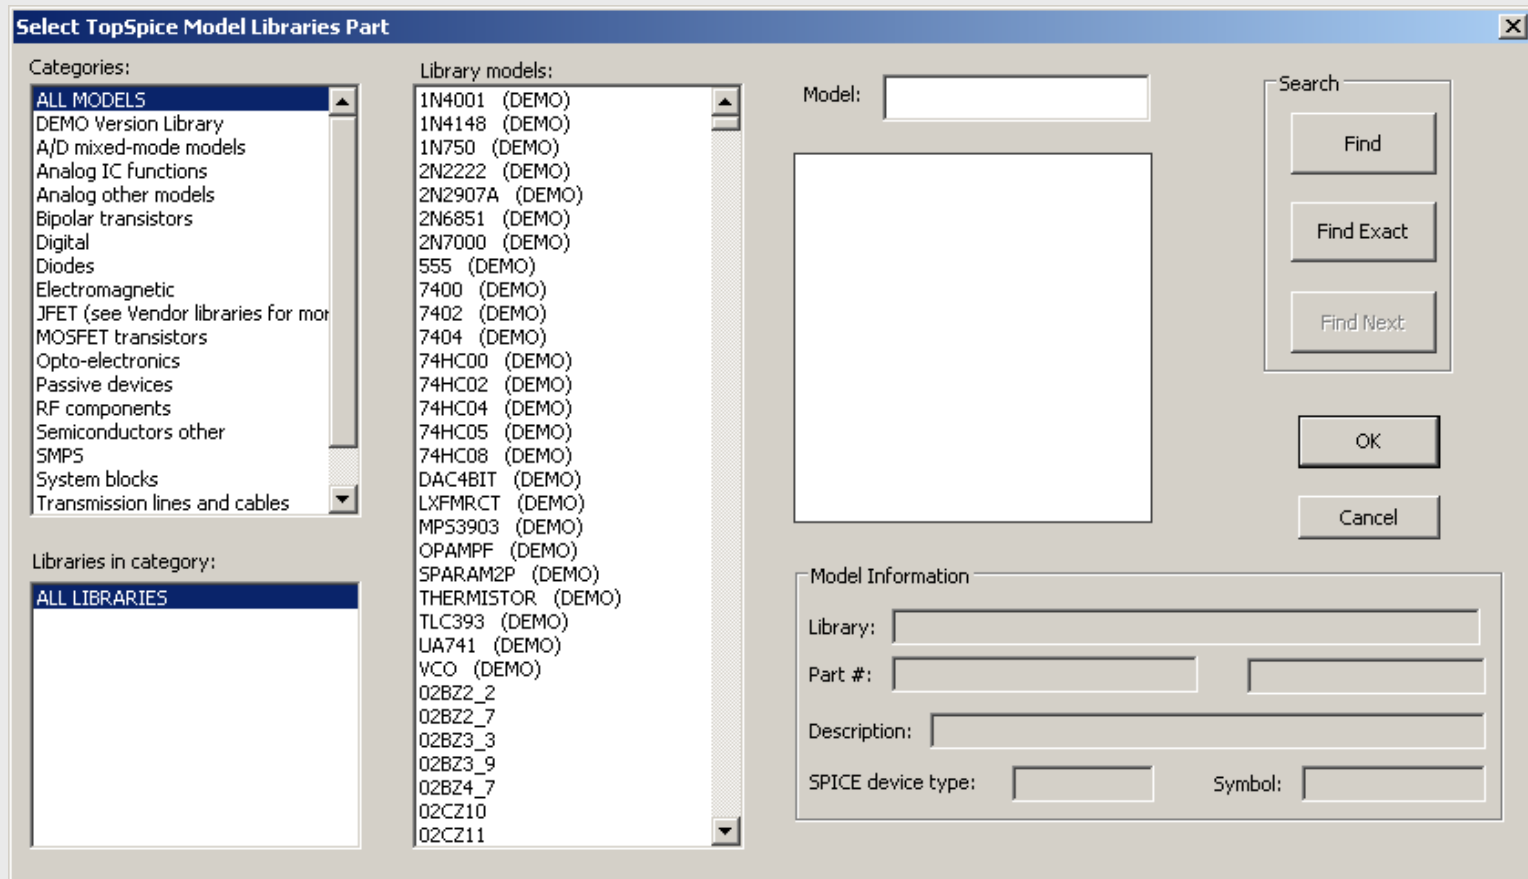 Select TopSpice Model Libraries Part
Categories:
ALL MODELS
DEMO Version Library
A/D mixed-mode models
Analog IC functions
Analog other models
Bipolar transistors
Digital
Diodes
Electromagnetic
JFET (see Vendor libraries for mor
MOSFET transistors
Opto-electronics
Passive devices
RF components
Semiconductors other
SMPS
System blocks
Transmission lines and cables
Libraries in category:
ALL LIBRARIES
Library models:
1N4001 (DEMO)
1N4148 (DEMO)
1N750 (DEMO)
2N2222 (DEMO)
2N2907A (DEMO)
2N6851 (DEMO)
2N7000 (DEMO)
555 (DEMO)
7400 (DEMO)
7402 (DEMO)
7404 (DEMO)
74HC00 (DEMO)
74HC02 (DEMO)
74HC04 (DEMO)
74HC05 (DEMO)
74HC08 (DEMO)
DAC4BIT (DEMO)
LXFMRCT (DEMO)
MPS3903 (DEMO)
OPAMPF (DEMO)
SPARAM2P (DEMO)
THERMISTOR (DEMO)
TLC393 (DEMO)
UA741 (DEMO)
VCO (DEMO)
02BZ2_2
02BZ2_7
02BZ3_3
02BZ3_9
02BZ4_7
02CZ10
02CZ11
Model:
Search
Find
Find Exact
Find Next
OK
Cancel
Model Information
Library:
Part #:
Description:
SPICE device type:
Symbol: